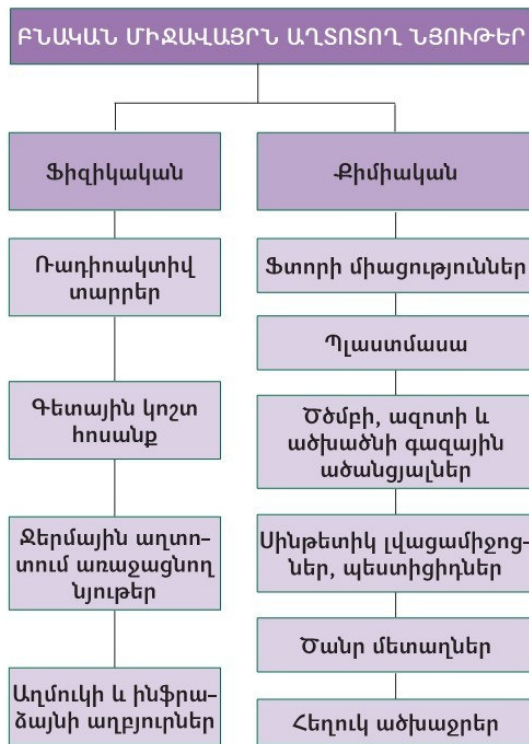 ԲՆԱԿԱՆ ՄԻՋԱՎԱՅՐՆ ԱՂՏՈՏՈՂ ՆՅՈՒԹԵՐ
Ֆիզիկական
Ռադիոակտիվ
տարրեր
Գետային կոշտ
հոսանք
Ջերմային աղտո-
տում առաջացնող
նյութեր
Աղմուկի և ինֆրա-
ձայնի աղբյուրներ
Քիմիական
Ֆտորի միացություններ
Պլաստմասա
Ծծմբի, ազոտի և
ածխածնի գազային
ածանցյալներ
Սինթետիկ լվացամիջոց-
ներ, պեստիցիդներ
Ծանր մետաղներ
Հեղուկ ածխաջրեր